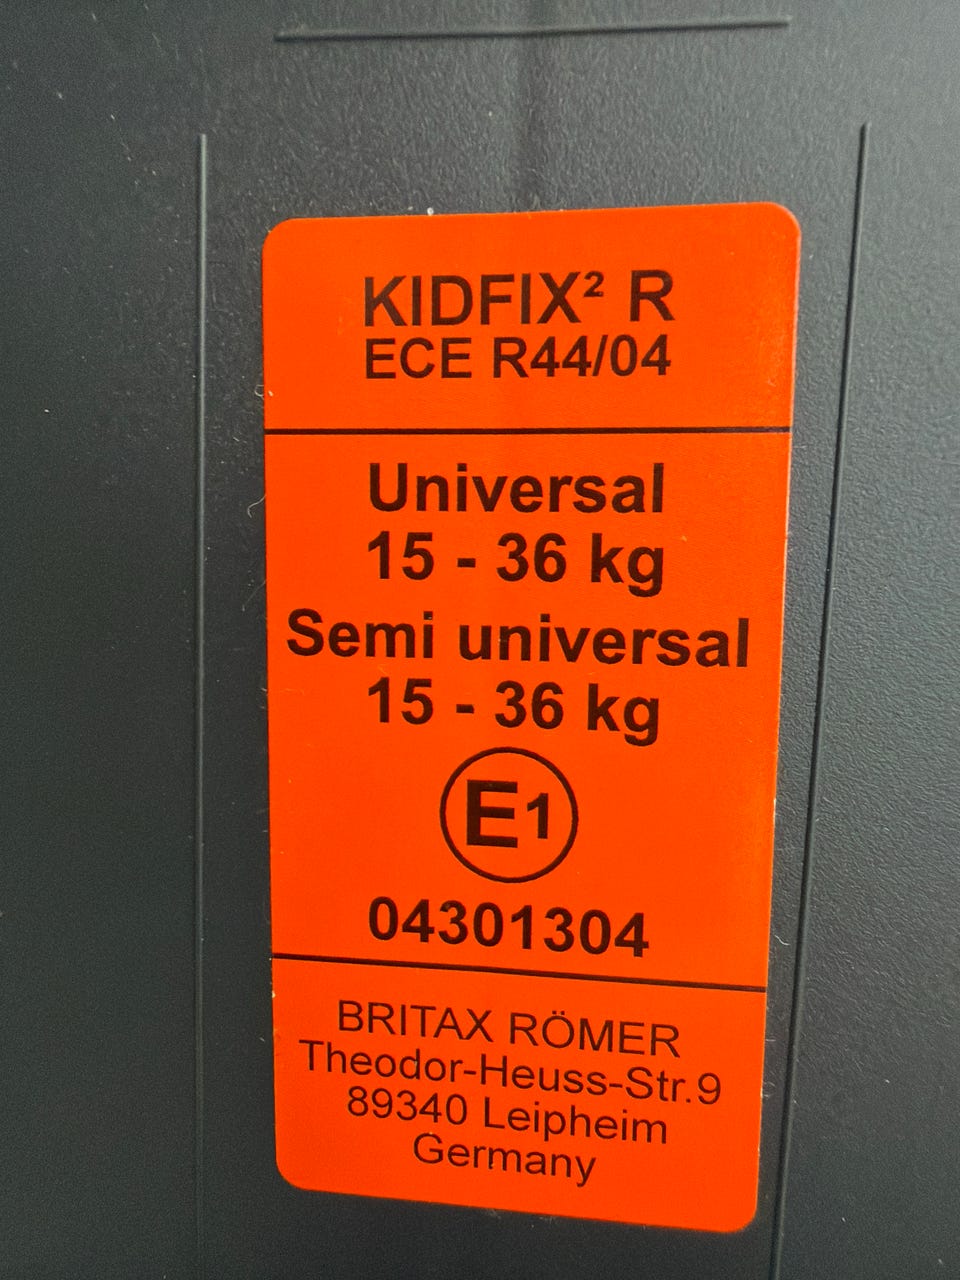 KIDFIX² R
ECE R44/04
Universal
15 - 36 kg
Semi universal
15 - 36 kg
E1
04301304
BRITAX RÖMER
Theodor-Heuss-Str.9
89340 Leipheim
Germany